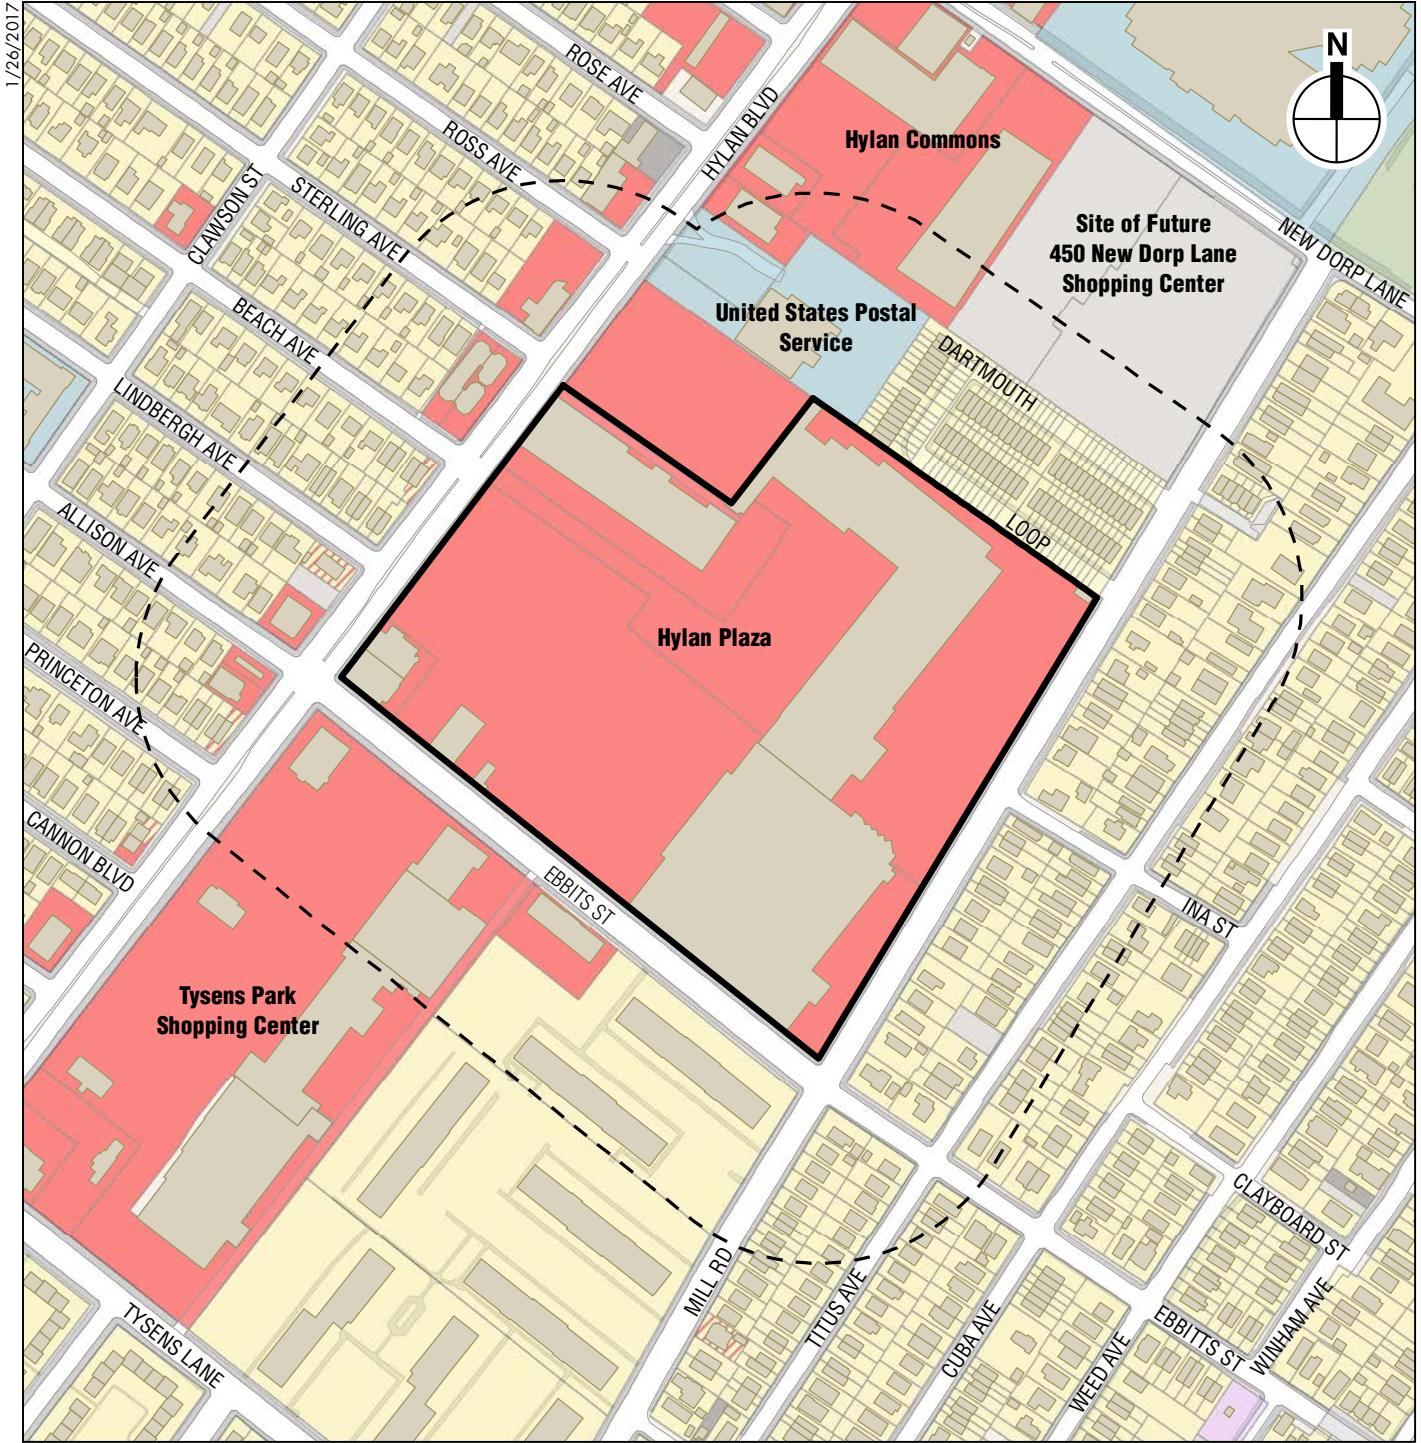 1/26/2017
N
ROSE AVE
ROSS AVE
HYLAN BLVD
Hylan Commons
CLAWSON ST
STERLING AVE
Site of Future
450 New Dorp Lane
Shopping Center
NEW DORP LANE
BEACH AVE
United States Postal
Service
DARTMOUTH
LINDBERGH AVE
LOOP
ALLISON AVE
Hylan Plaza
PRINCETON AVE
CANNON BLVD
EBBITS ST
INA ST
Tysens Park
Shopping Center
CLAYBOARD ST
MILL RD
TITUS AVE
CUBA AVE
WEED AVE
EBBITTS ST
WINHAM AVE
TYSENS LANE